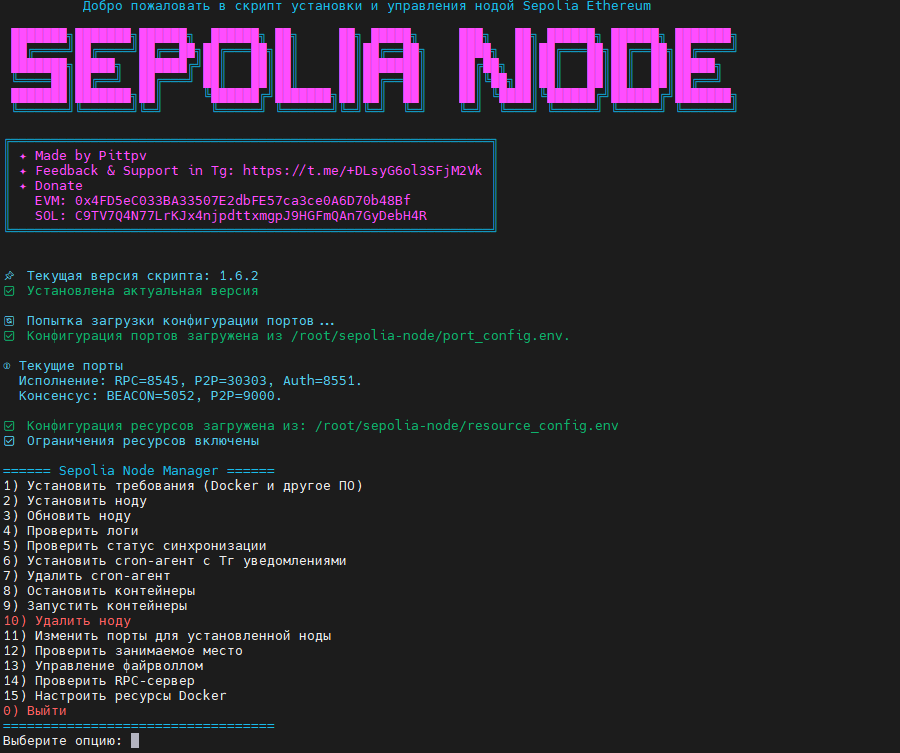 Добро пожаловать в скрипт установки и управления нодой Sepolia Ethereum
SEPOLIA NODE
✦ Made by Pittpv
✦ Feedback & Support in Tg: https://t.me/+DLsyG6ol3SFjM2Vk
✦ Donate
EVM: 0x4FD5eC033BA33507E2dbFE57ca3ce0A6D70b48Bf
SOL: C9TV7Q4N77LrKJx4njpdttxmgpJ9HGFmQAn7GyDebH4R
Текущая версия скрипта: 1.6.2
Установлена актуальная версия
Попытка загрузки конфигурации портов...
Конфигурация портов загружена из /root/sepolia-node/port_config.env.
Текущие порты
Исполнение: RPC=8545, P2P=30303, Auth=8551.
Консенсус: BEACON=5052, P2P=9000.
Конфигурация ресурсов загружена из: /root/sepolia-node/resource_config.env
Ограничения ресурсов включены
====== Sepolia Node Manager ======
1) Установить требования (Docker и другое ПО)
2) Установить ноду
3) Обновить ноду
4) Проверить логи
5) Проверить статус синхронизации
6) Установить cron-агент с Тг уведомлениями
7) Удалить cron-агент
8) Остановить контейнеры
9) Запустить контейнеры
10) Удалить ноду
11) Изменить порты для установленной ноды
12) Проверить занимаемое место
13) Управление файрволлом
14) Проверить RPC-сервер
15) Настроить ресурсы Docker
0) Выйти
==================================
Выберите опцию: